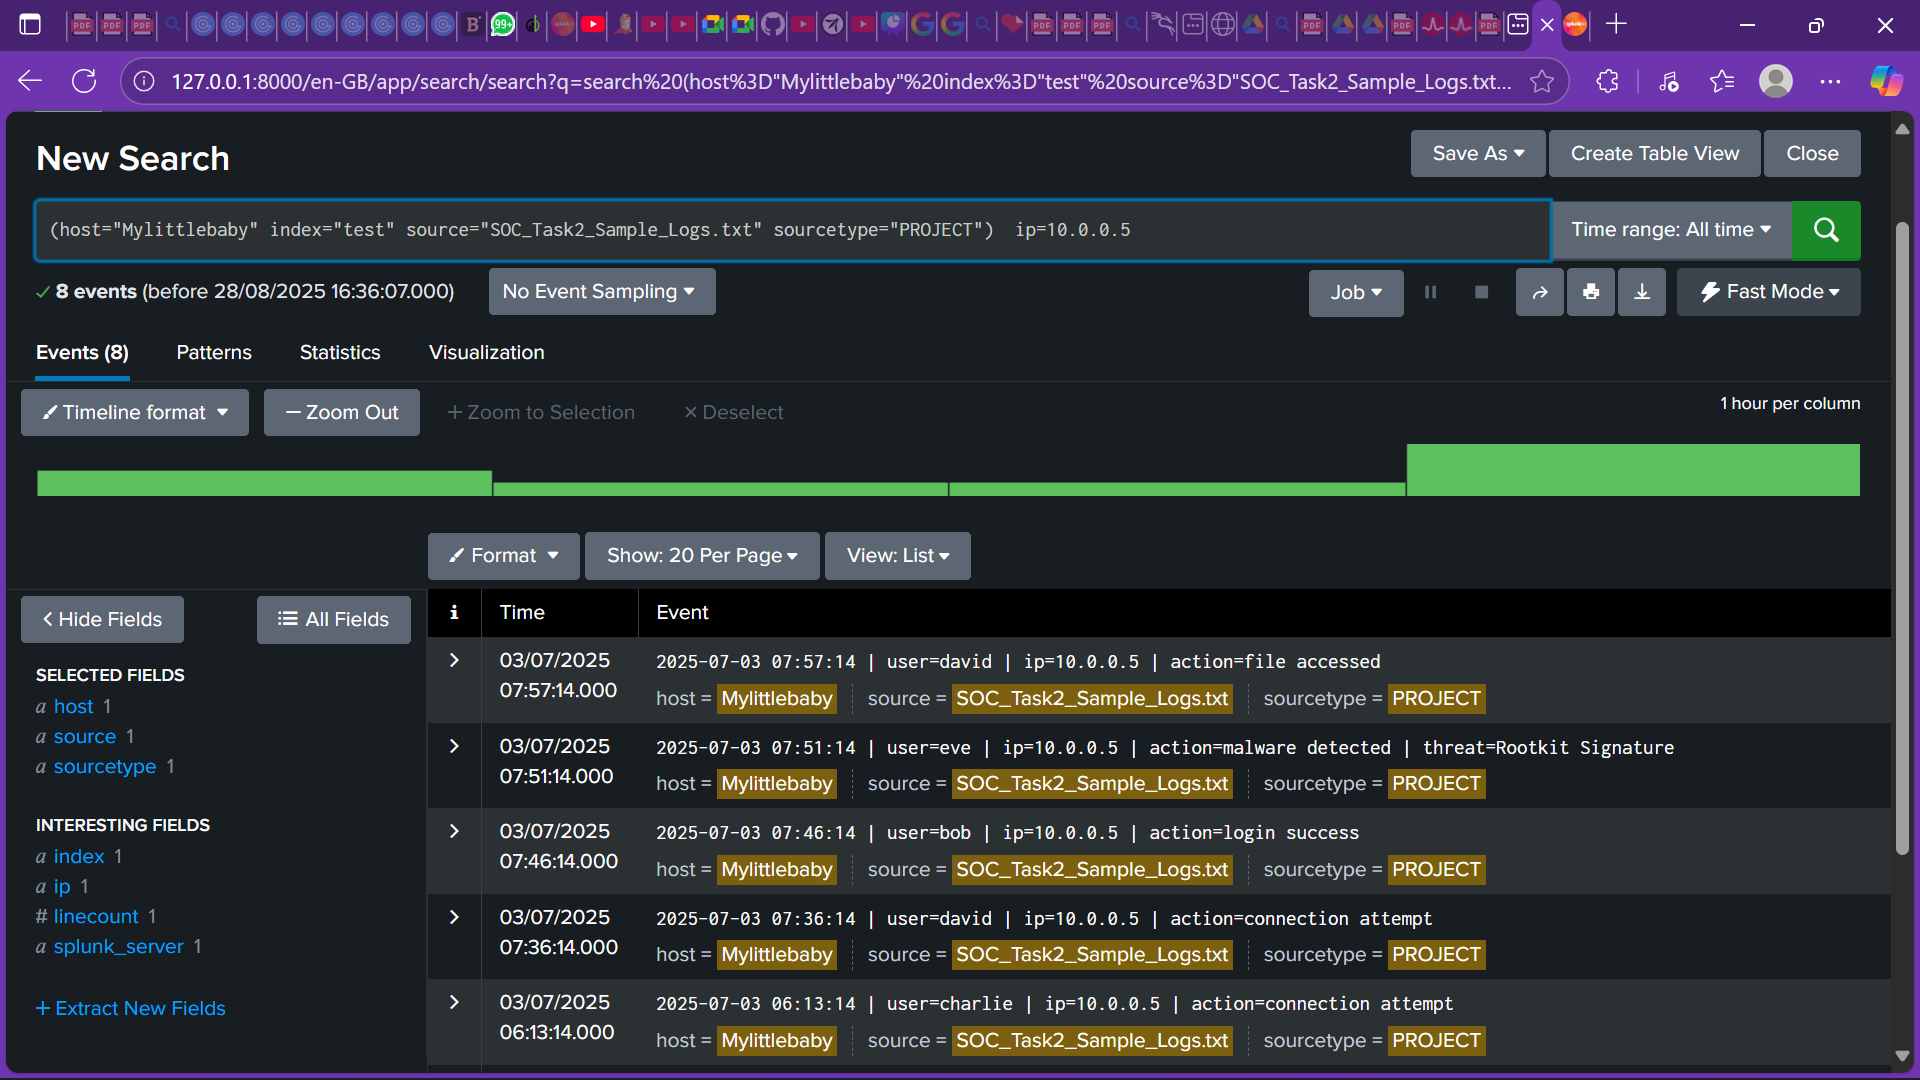 127.0.0.1:8000/en-GB/app/search/search?q=search%20(host%3D"Mylittlebaby"%20index%3D"test"%20source%3D"SOC_Task2_Sample_Logs.txt...
New Search
Save As
Create Table View
Close
(host="Mylittlebaby" index="test" source="SOC_Task2_Sample_Logs.txt" sourcetype="PROJECT")  ip=10.0.0.5
Time range: All time
8 events (before 28/08/2025 16:36:07.000)
No Event Sampling
Job
Fast Mode
Events (8)
Patterns
Statistics
Visualization
Timeline format
Zoom Out
Zoom to Selection
Deselect
1 hour per column
Format
Show: 20 Per Page
View: List
Hide Fields
All Fields
SELECTED FIELDS
a host 1
a source 1
a sourcetype 1
INTERESTING FIELDS
a index 1
a ip 1
# linecount 1
a splunk_server 1
+ Extract New Fields
i Time Event
03/07/2025
07:57:14.000
2025-07-03 07:57:14 | user=david | ip=10.0.0.5 | action=file accessed
host = Mylittlebaby source = SOC_Task2_Sample_Logs.txt sourcetype = PROJECT
03/07/2025
07:51:14.000
2025-07-03 07:51:14 | user=eve | ip=10.0.0.5 | action=malware detected | threat=Rootkit Signature
host = Mylittlebaby source = SOC_Task2_Sample_Logs.txt sourcetype = PROJECT
03/07/2025
07:46:14.000
2025-07-03 07:46:14 | user=bob | ip=10.0.0.5 | action=login success
host = Mylittlebaby source = SOC_Task2_Sample_Logs.txt sourcetype = PROJECT
03/07/2025
07:36:14.000
2025-07-03 07:36:14 | user=david | ip=10.0.0.5 | action=connection attempt
host = Mylittlebaby source = SOC_Task2_Sample_Logs.txt sourcetype = PROJECT
03/07/2025
06:13:14.000
2025-07-03 06:13:14 | user=charlie | ip=10.0.0.5 | action=connection attempt
host = Mylittlebaby source = SOC_Task2_Sample_Logs.txt sourcetype = PROJECT